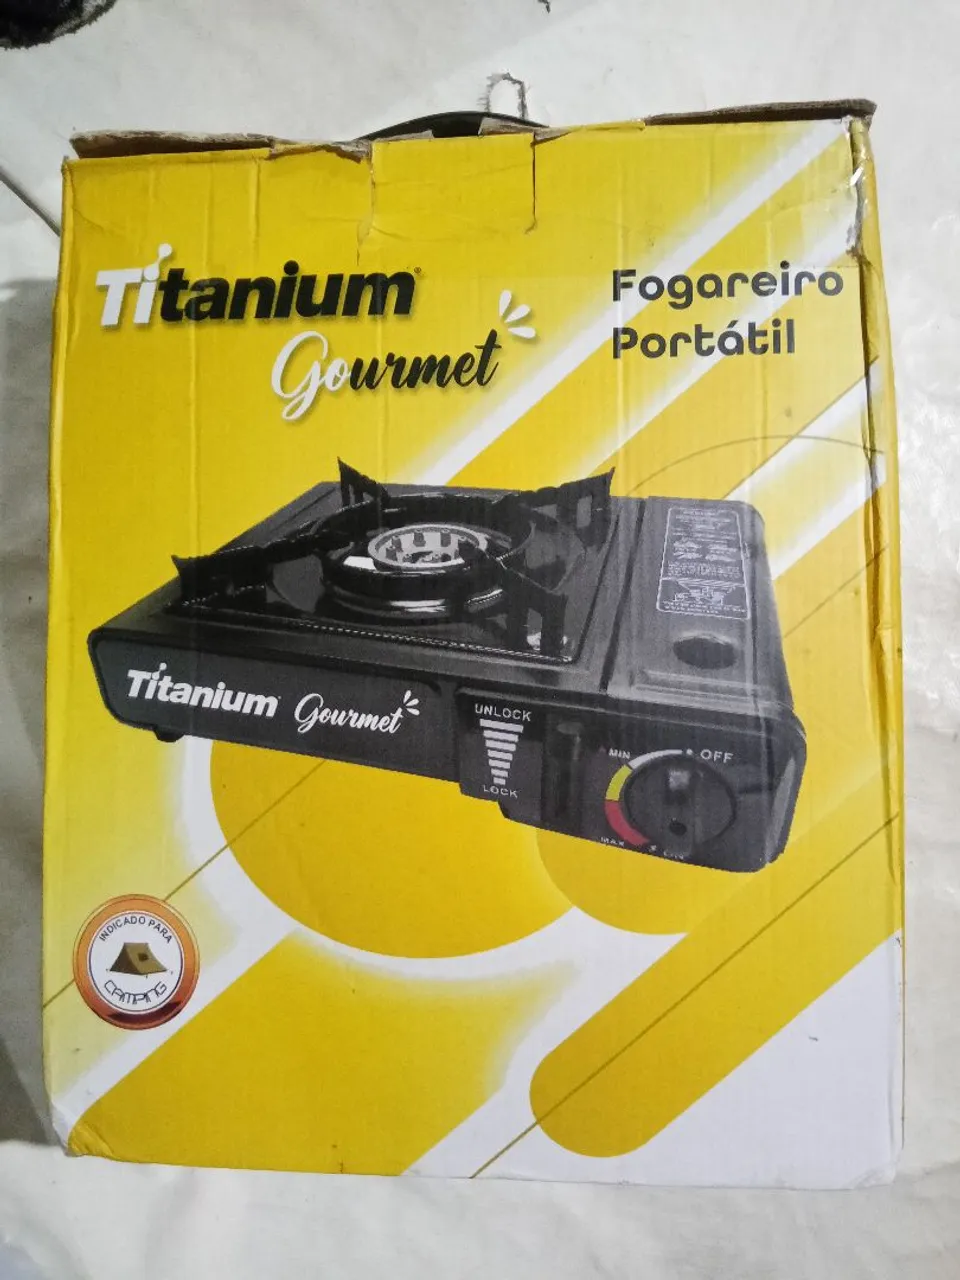 Titanium®
Gourmet
Fogareiro
Portátil
Titanium
Gourmet
UNLOCK
LOCK
MIN
OFF
MAX
INDICADO PARA
CAMPING